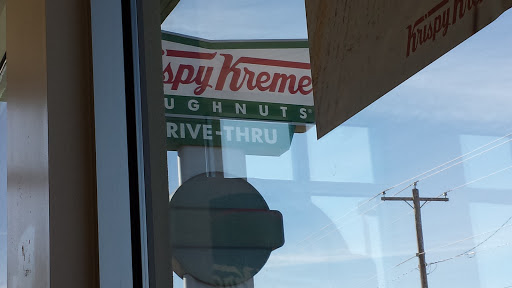 spy Kreme
UGHNUTS
RIVE-THRU
Krispy Kr